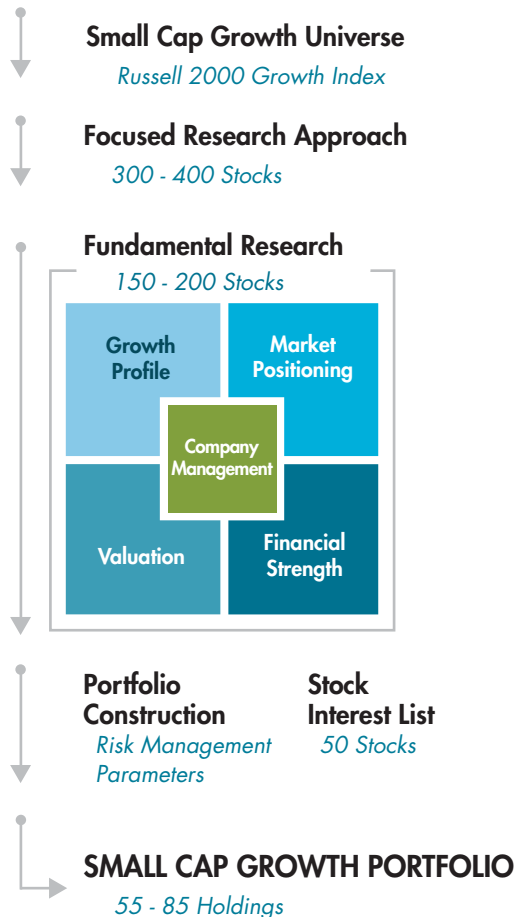 Small Cap Growth Universe
Russell 2000 Growth Index
Focused Research Approach
300 - 400 Stocks
Fundamental Research
150 - 200 Stocks
Growth
Profile
Market
Positioning
Company
Management
Valuation
Financial
Strength
Portfolio
Construction
Risk Management
Parameters
Stock
Interest List
50 Stocks
SMALL CAP GROWTH PORTFOLIO
55 - 85 Holdings